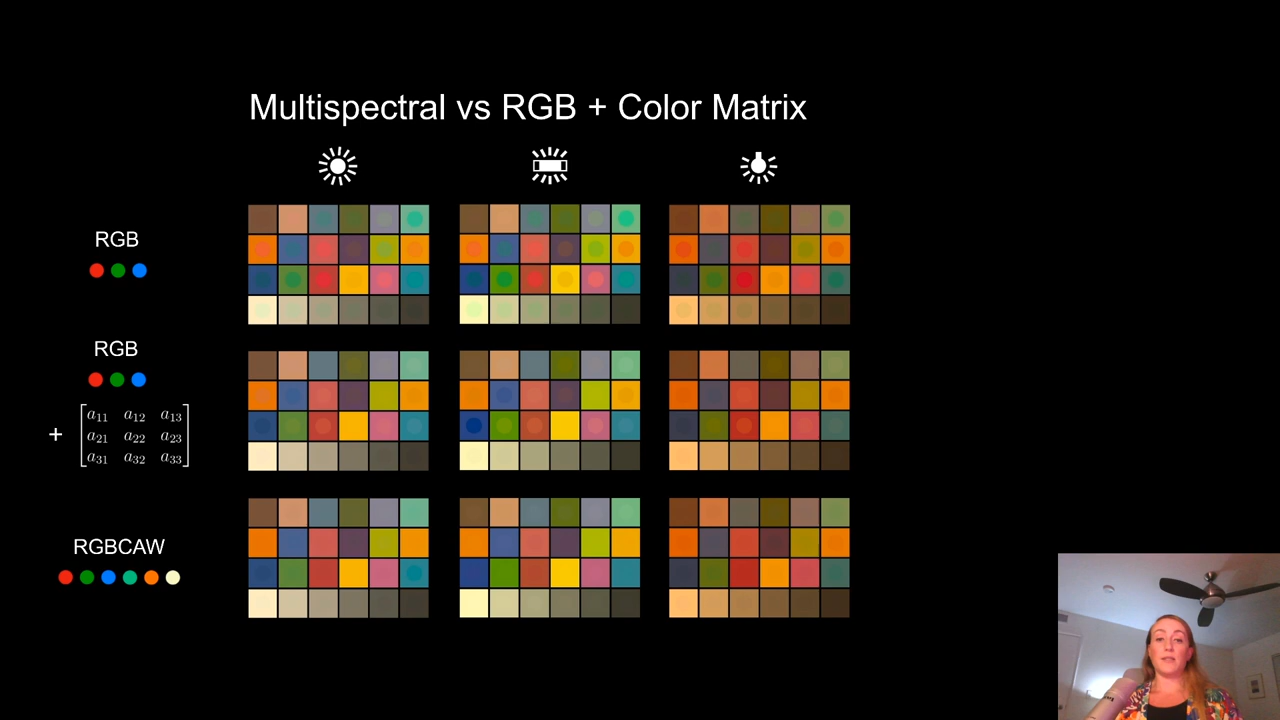 Multispectral vs RGB + Color Matrix
RGB
RGB
+ [a11 a12 a13
a21 a22 a23
a31 a32 a33]
RGBCAW